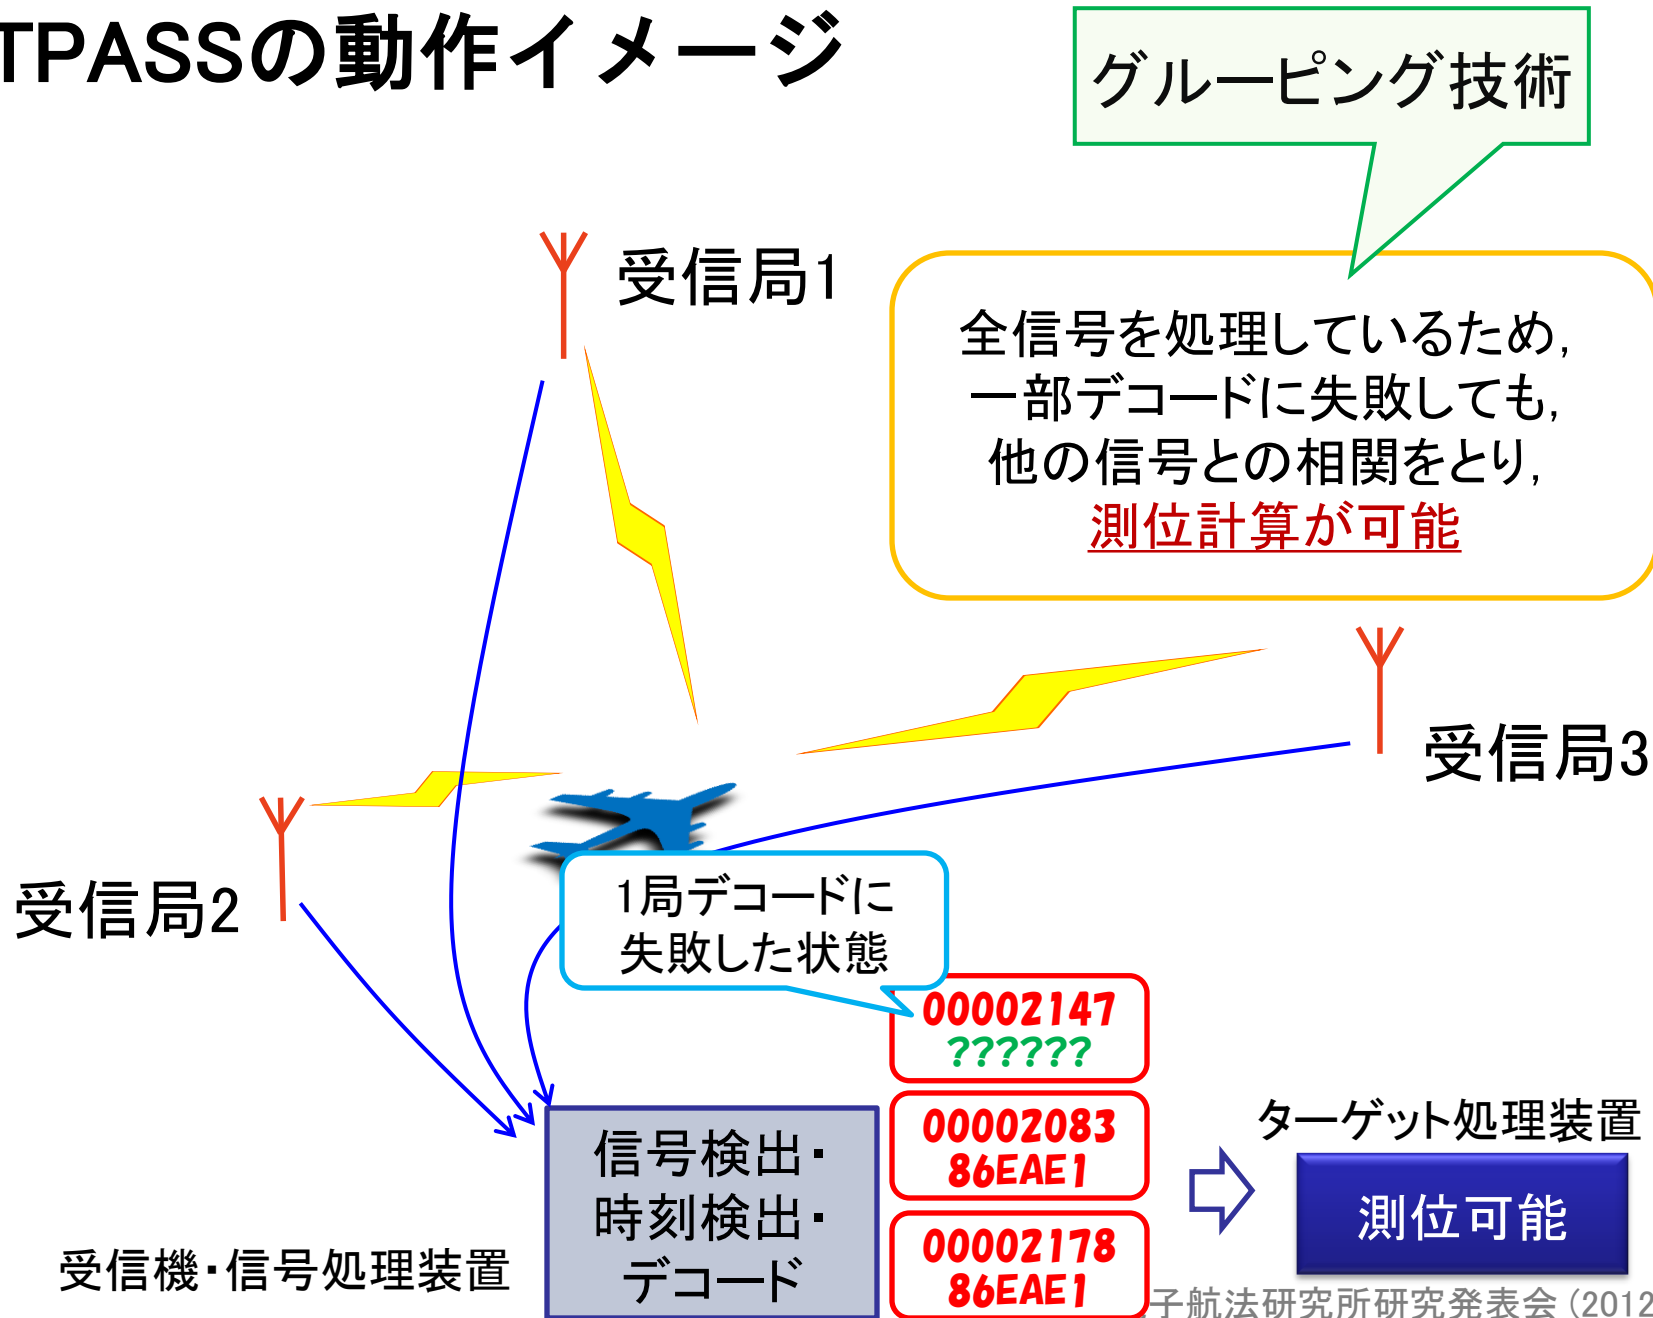 TPASSの動作イメージ
グルーピング技術
受信局1
全信号を処理しているため,
一部デコードに失敗しても,
他の信号との相関をとり,
測位計算が可能
受信局3
受信局2
1局デコードに
失敗した状態
00002147
??????
00002083
86EAE1
00002178
86EAE1
信号検出・
時刻検出・
デコード
受信機・信号処理装置
ターゲット処理装置
測位可能
子航法研究所研究発表会(2012